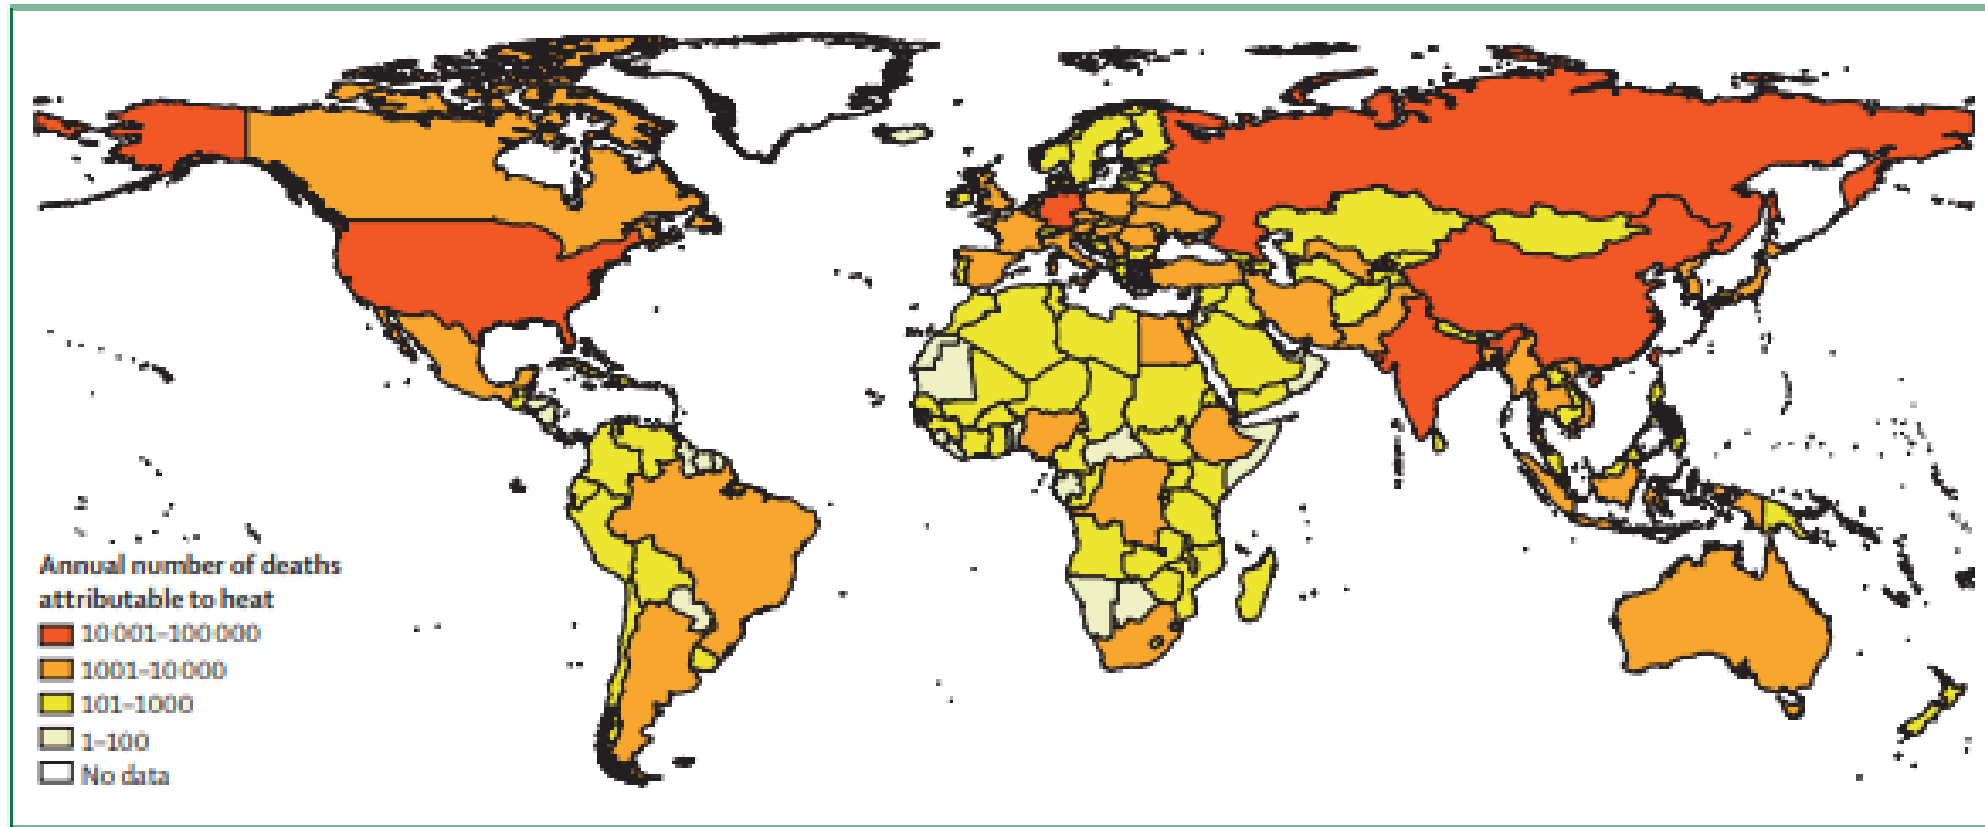 Annual number of deaths
attributable to heat
10 001–100 000
1001–10 000
101–1000
1–100
No data